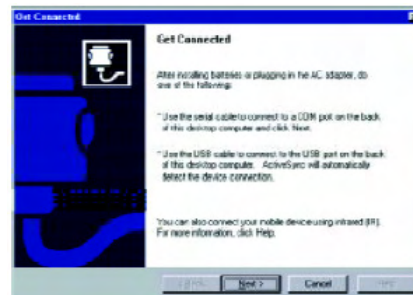 Get Connected
Get Connected
After installing batteries or plugging in the AC adapter, do
one of the following:
* Use the serial cable to connect to a COM port on the back
of this desktop computer and click Next.
* Use the USB cable to connect to the USB port on the back
of this desktop computer. ActiveSync will automatically
detect the device connection.
You can also connect your mobile device using infrared (IR).
For more information, click Help.
< Back Next > Cancel Help